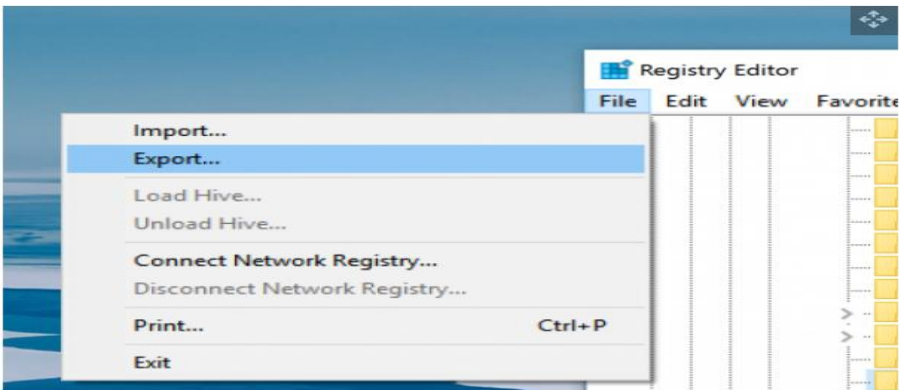 Registry Editor
File Edit View Favorite
Import...
Export...
Load Hive...
Unload Hive...
Connect Network Registry...
Disconnect Network Registry...
Print... Ctrl+P
Exit